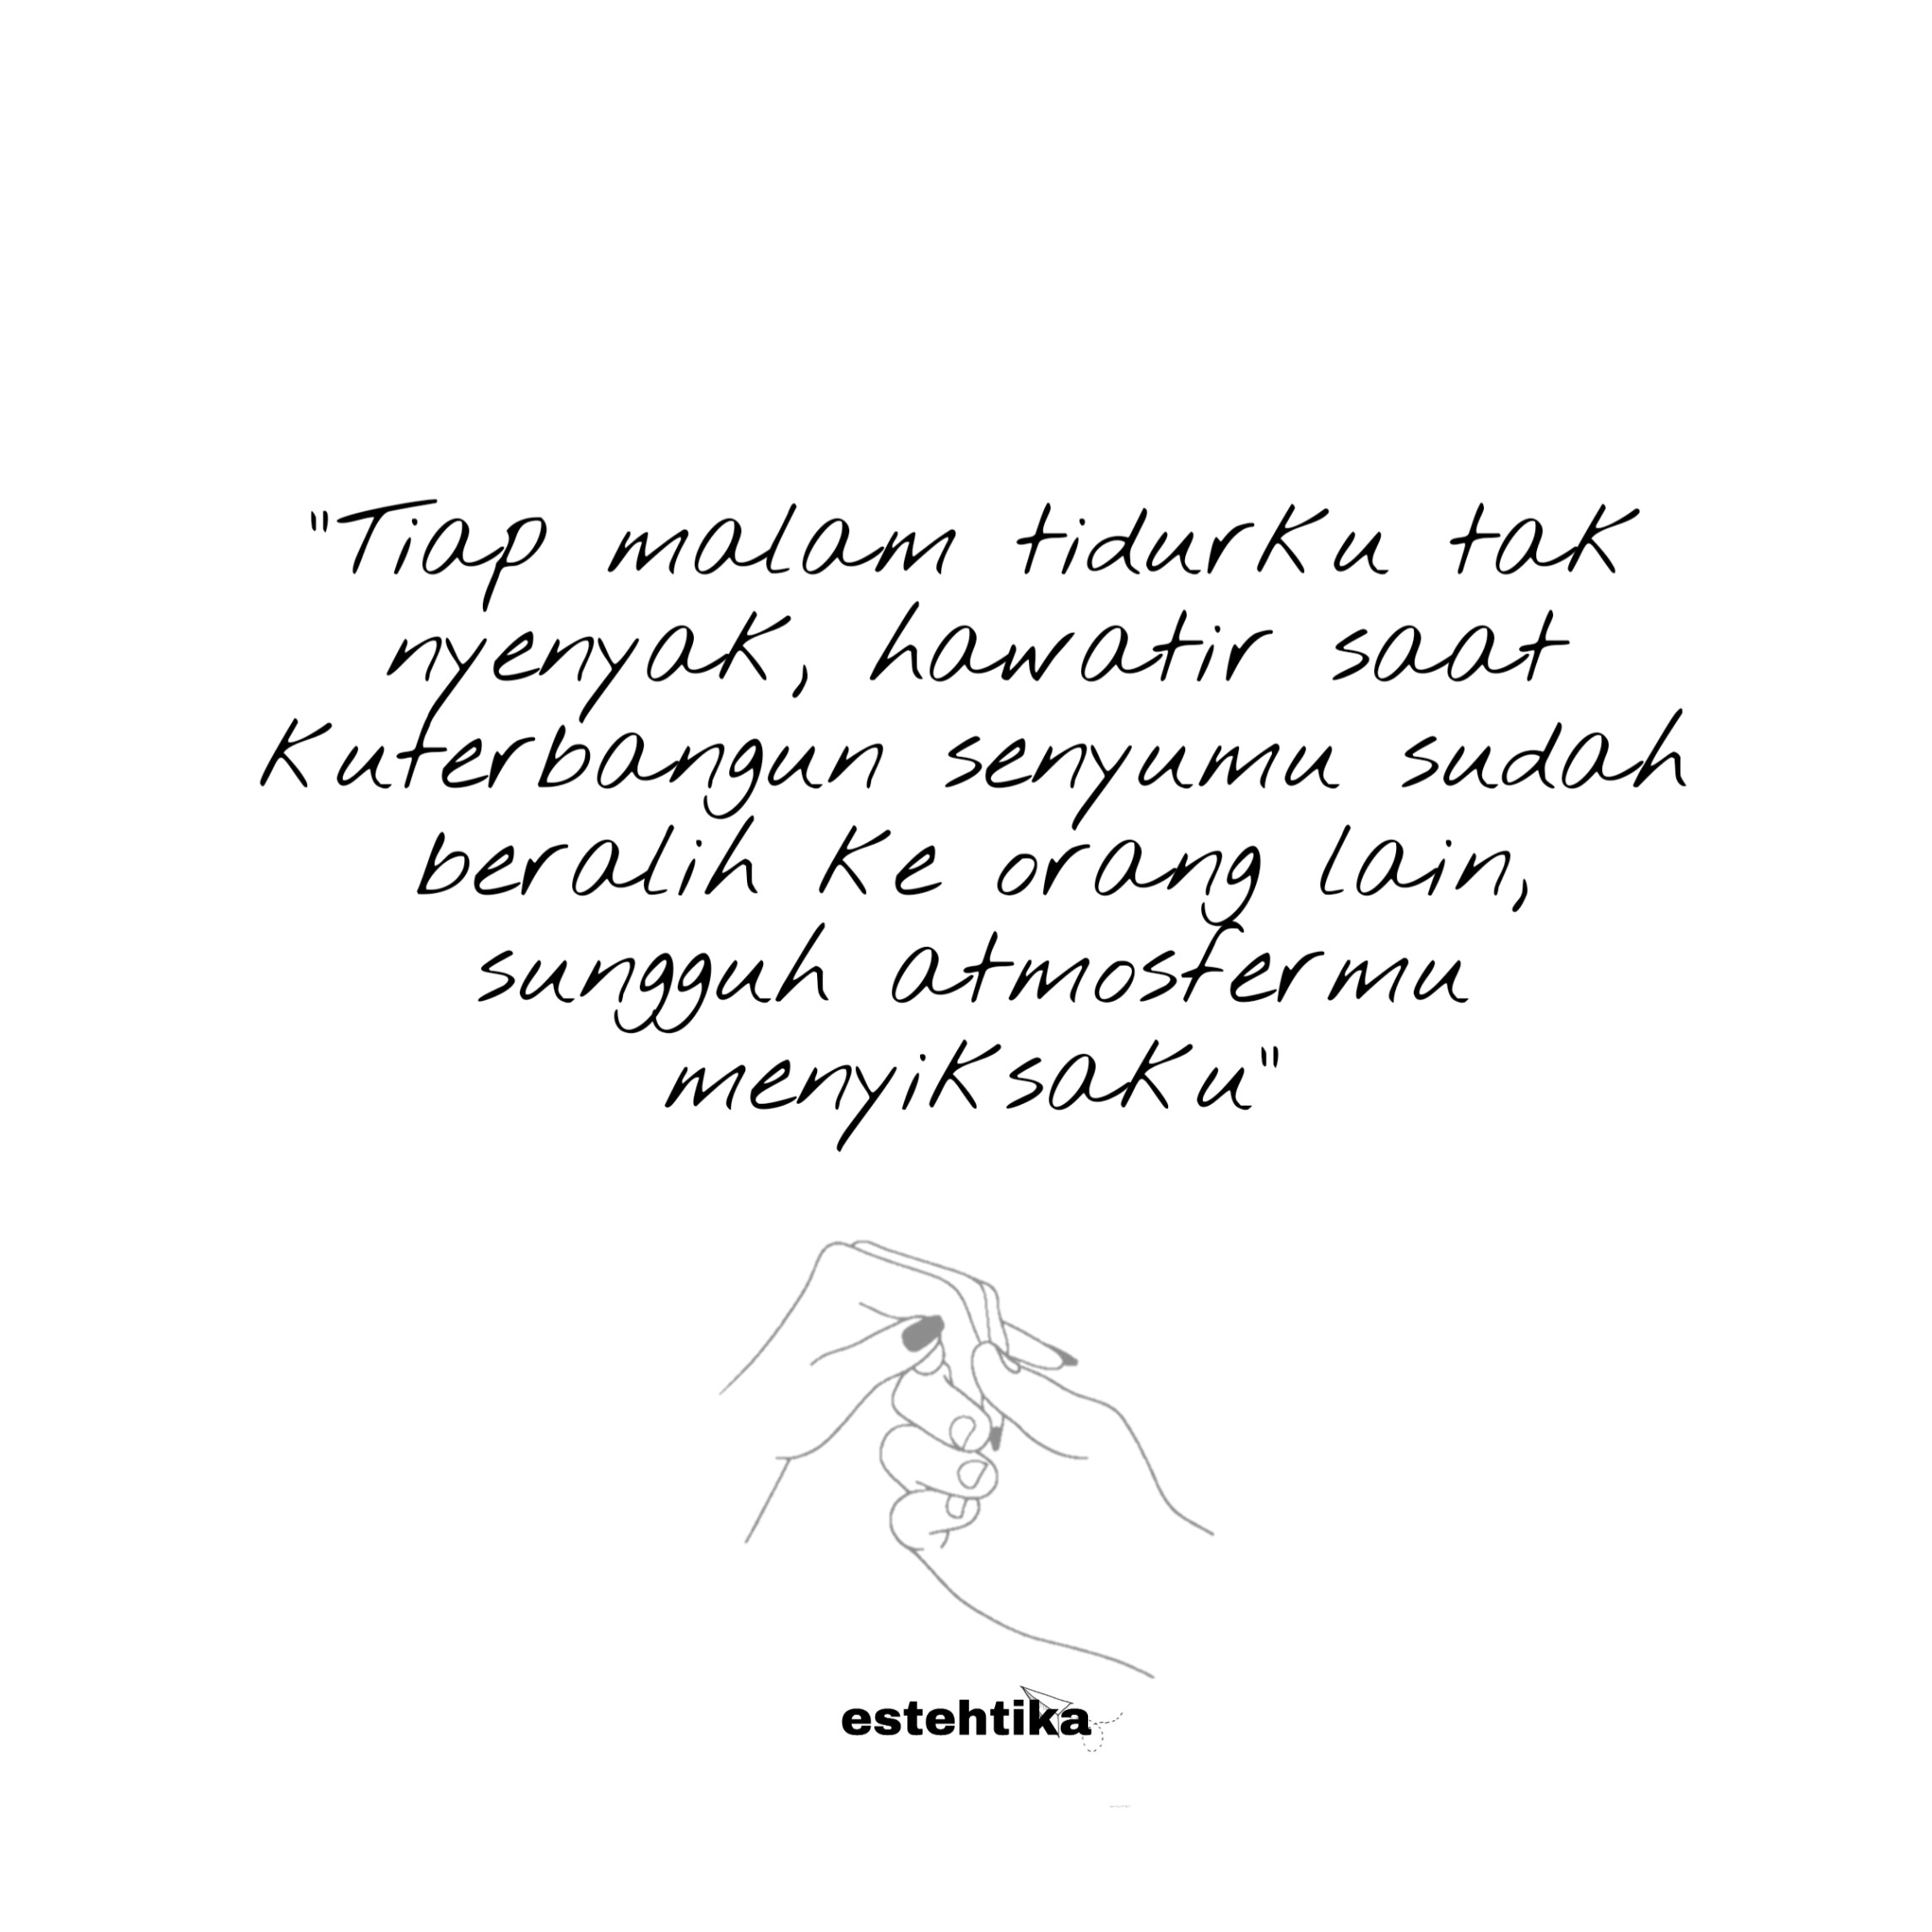 "Tiap malam tidurku tak
nyenyak, hawatir saat
kuterbangun senyumu sudah
beralih ke orang lain,
sungguh atmosfermu
menyiksaku"
estehtika